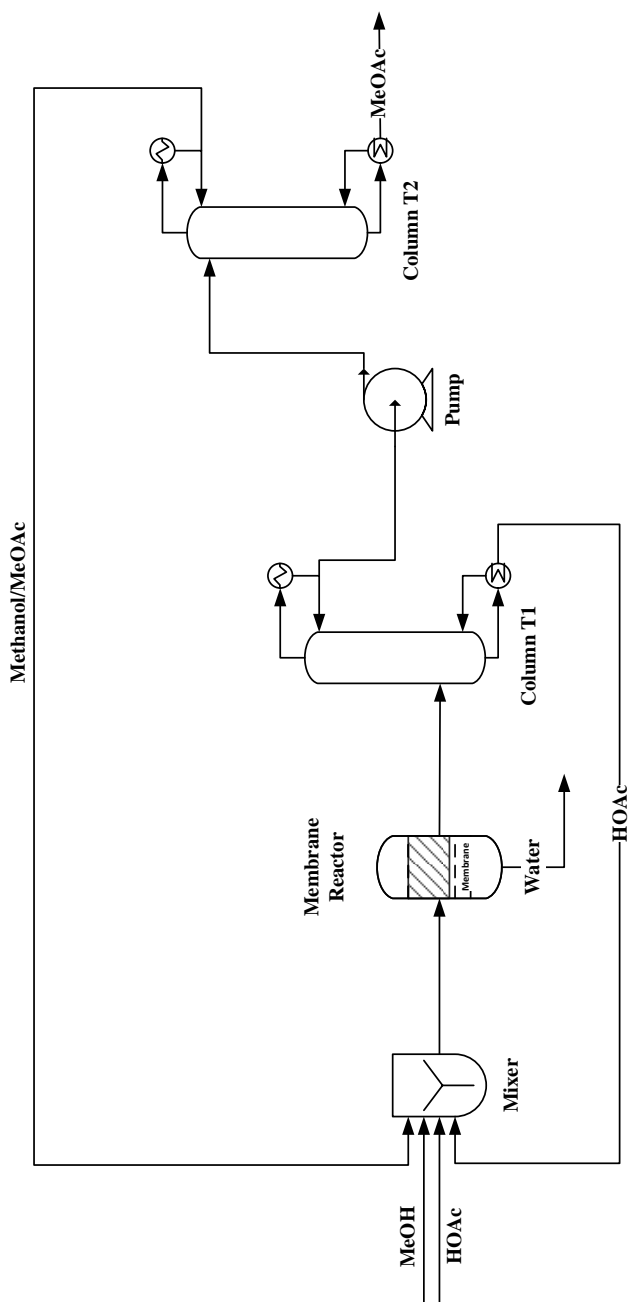 Methanol/MeOAc
MeOH
HOAc
Mixer
Membrane
Reactor
Membrane
Water
Column T1
HOAc
Pump
Column T2
MeOAc